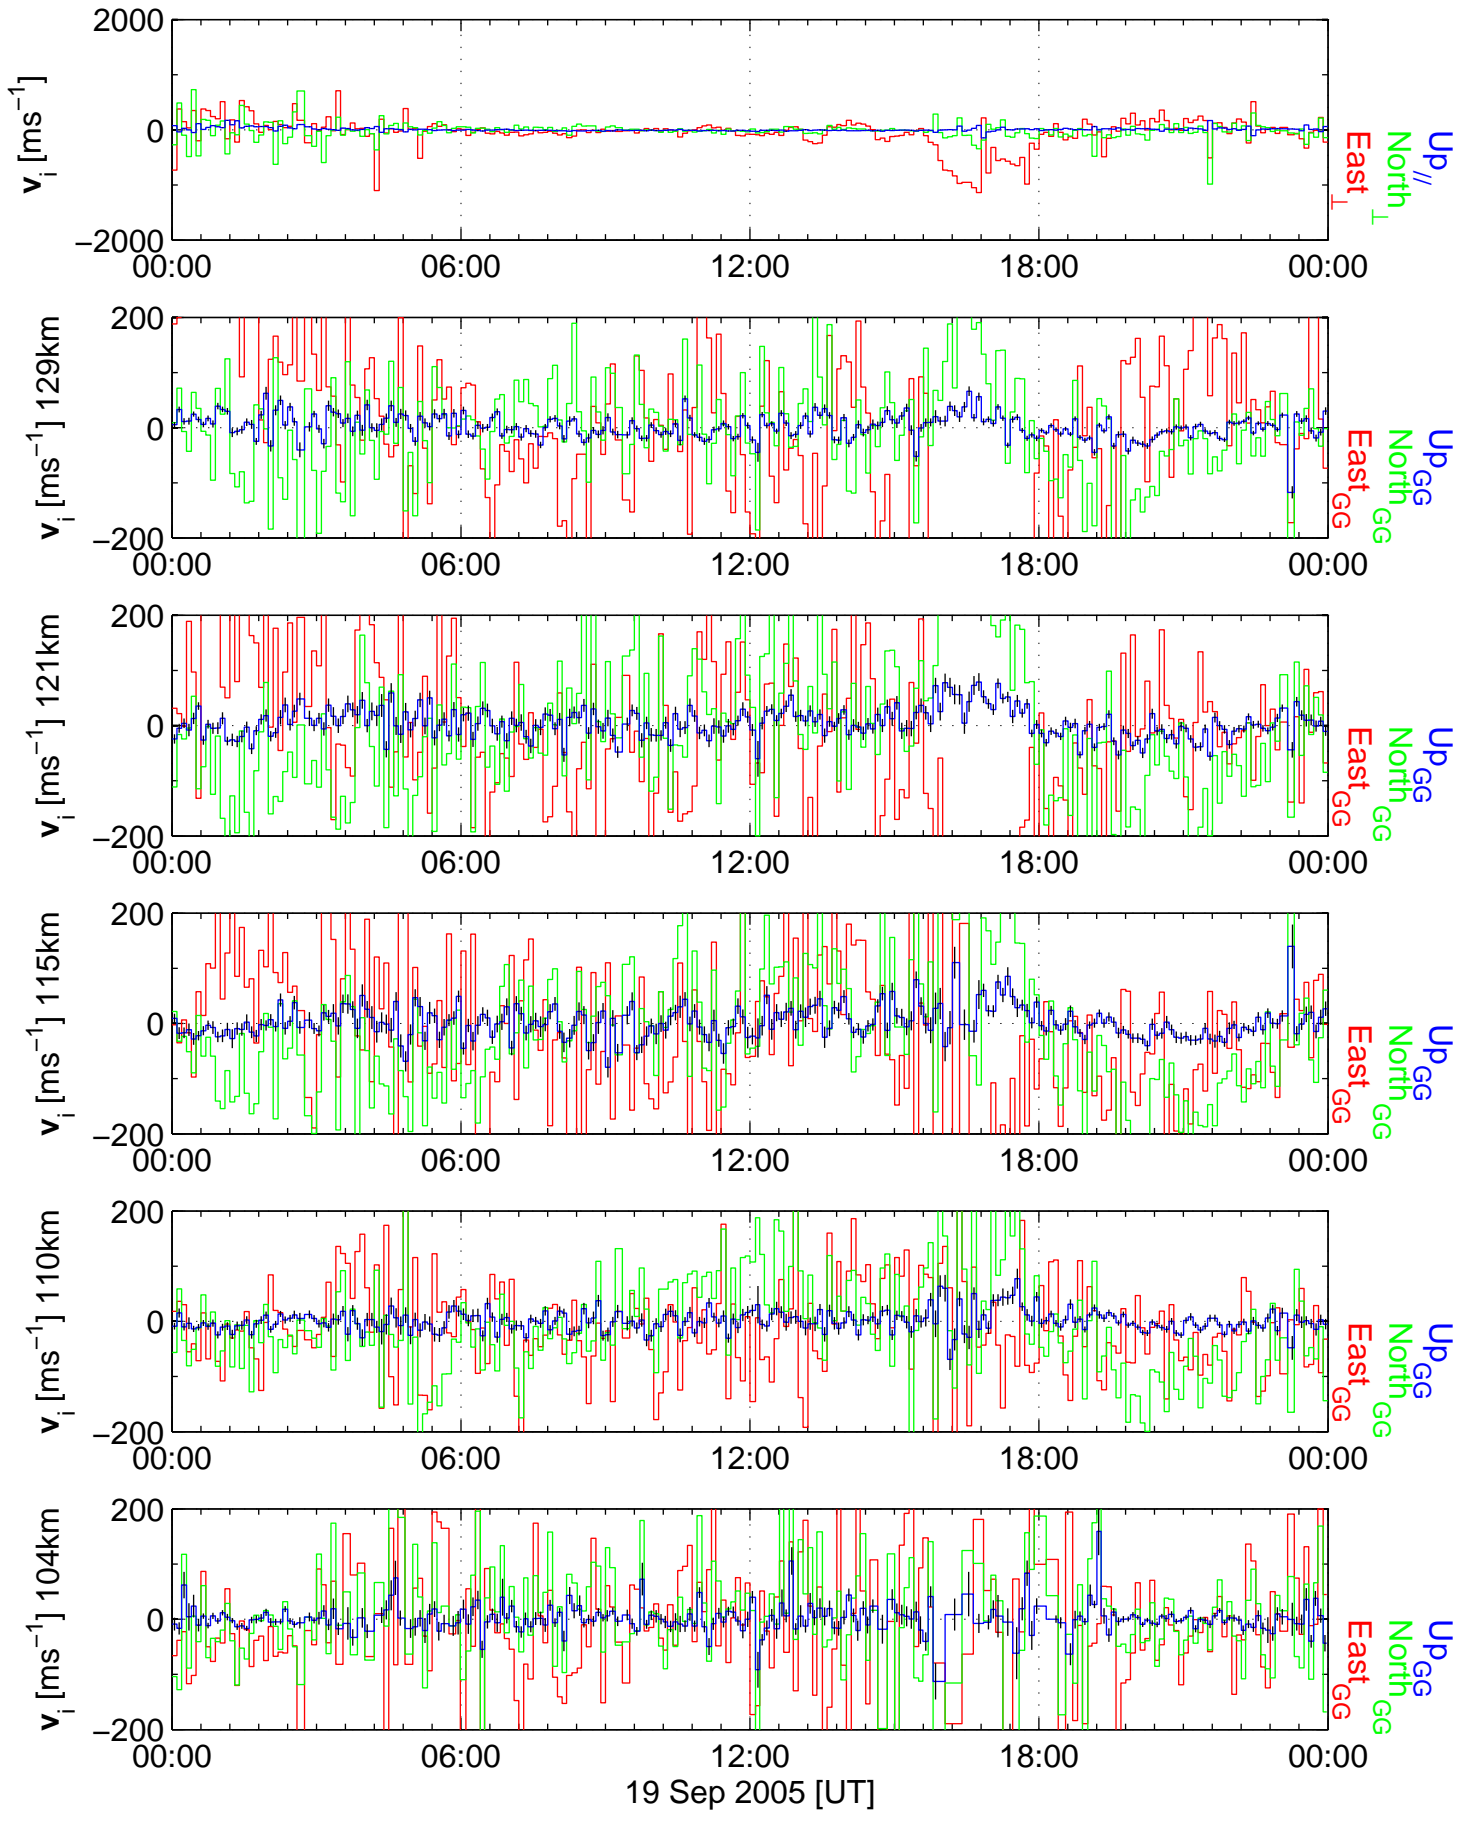 2000
0
−2000
v_i [ms^−1]
00:00 06:00 12:00 18:00 00:00
Up_//
North_⊥
East_⊥
200
0
−200
v_i [ms^−1] 129km
00:00 06:00 12:00 18:00 00:00
Up_GG
North_GG
East_GG
200
0
−200
v_i [ms^−1] 121km
00:00 06:00 12:00 18:00 00:00
Up_GG
North_GG
East_GG
200
0
−200
v_i [ms^−1] 115km
00:00 06:00 12:00 18:00 00:00
Up_GG
North_GG
East_GG
200
0
−200
v_i [ms^−1] 110km
00:00 06:00 12:00 18:00 00:00
Up_GG
North_GG
East_GG
200
0
−200
v_i [ms^−1] 104km
00:00 06:00 12:00 18:00 00:00
Up_GG
North_GG
East_GG
19 Sep 2005 [UT]